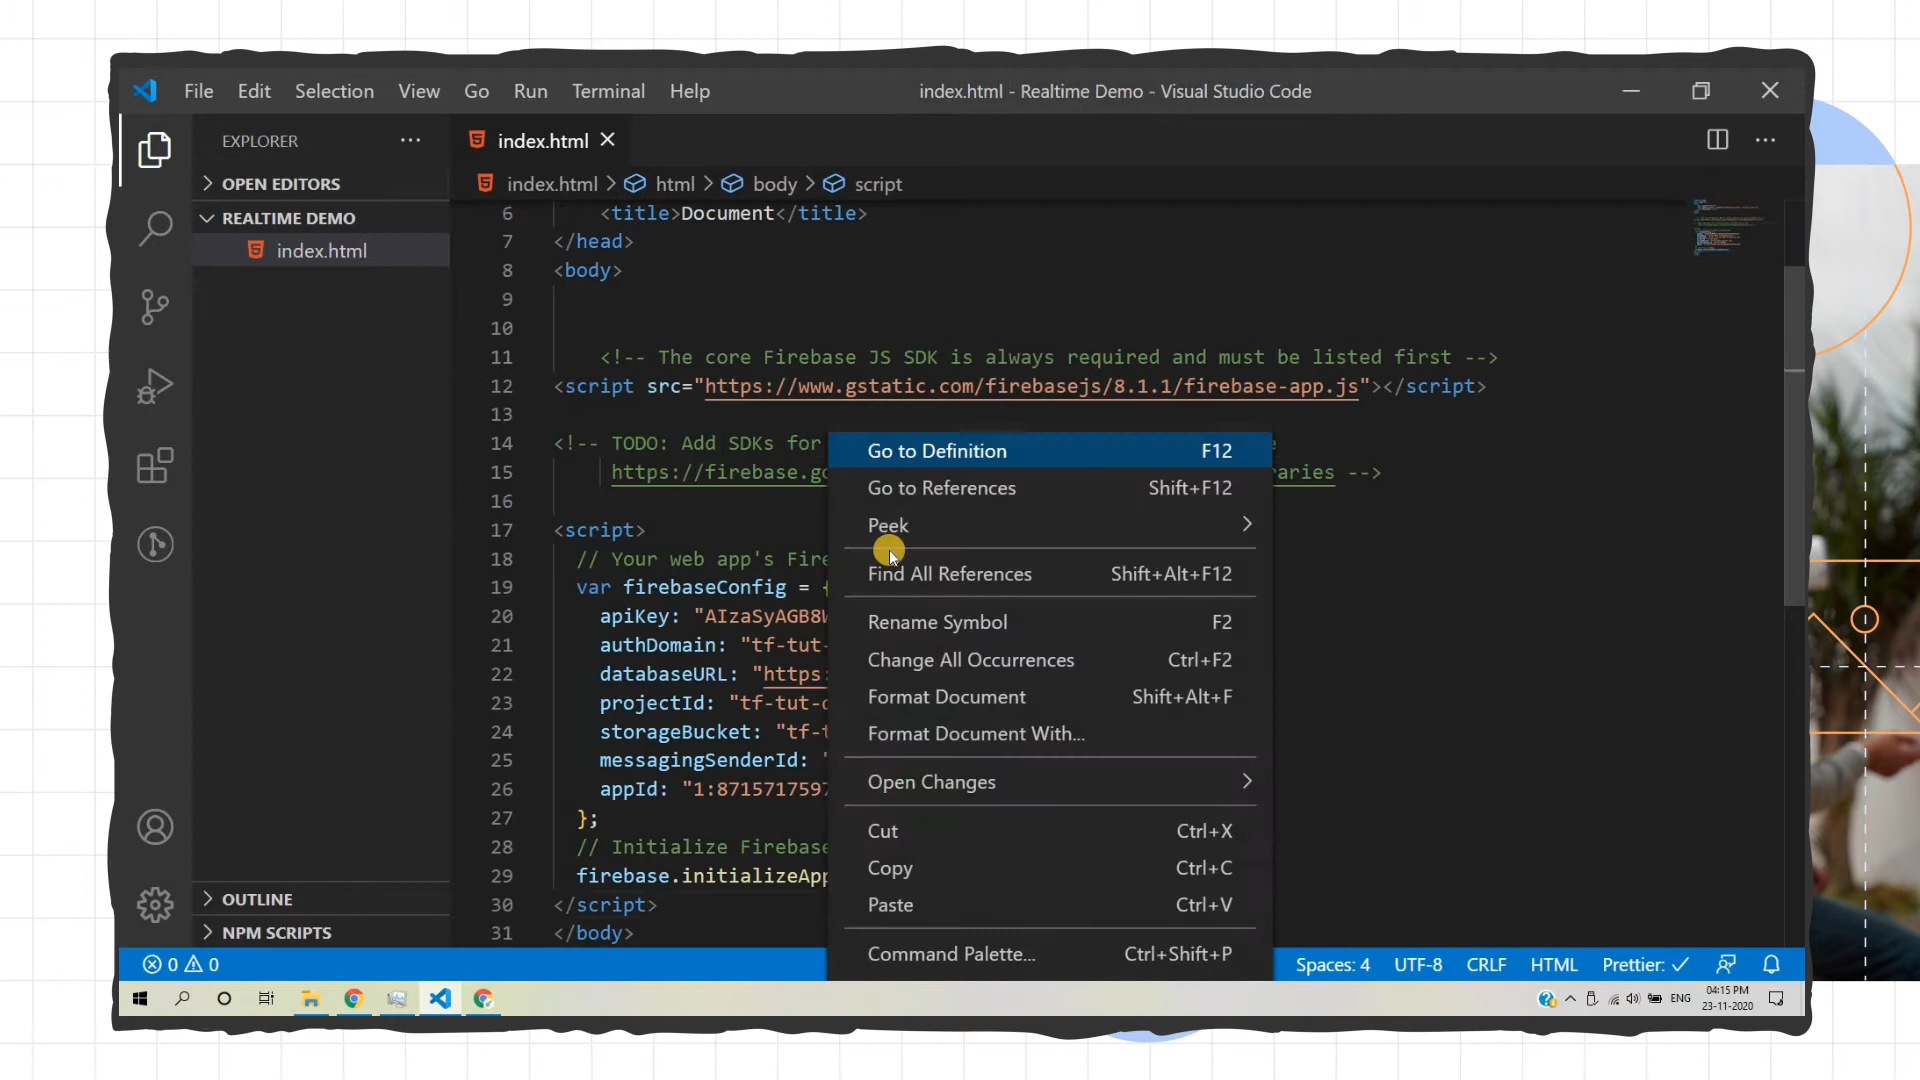 File Edit Selection View Go Run Terminal Help index.html - Realtime Demo - Visual Studio Code
EXPLORER
index.html
OPEN EDITORS
index.html > html > body > script
REALTIME DEMO
index.html
6 <title>Document</title>
7 </head>
8 <body>
9
10
11 <!-- The core Firebase JS SDK is always required and must be listed first -->
12 <script src="https://www.gstatic.com/firebasejs/8.1.1/firebase-app.js"></script>
13
14 <!-- TODO: Add SDKs for
15 https://firebase.go aries -->
16
17 <script>
18 // Your web app's Fire
19 var firebaseConfig = {
20 apiKey: "AIzaSyAGB8W
21 authDomain: "tf-tut-
22 databaseURL: "https:
23 projectId: "tf-tut-
24 storageBucket: "tf-t
25 messagingSenderId: "
26 appId: "1:8715717597
27 };
28 // Initialize Firebase
29 firebase.initializeApp
30 </script>
31 </body>
Go to Definition F12
Go to References Shift+F12
Peek
Find All References Shift+Alt+F12
Rename Symbol F2
Change All Occurrences Ctrl+F2
Format Document Shift+Alt+F
Format Document With...
Open Changes
Cut Ctrl+X
Copy Ctrl+C
Paste Ctrl+V
Command Palette... Ctrl+Shift+P
OUTLINE
NPM SCRIPTS
0 0 Spaces: 4 UTF-8 CRLF HTML Prettier: ✓
ENG
04:15 PM
23-11-2020